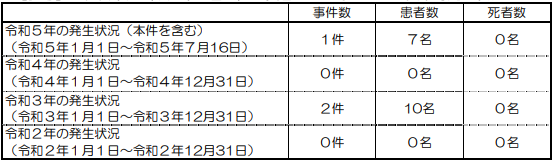 事件数 患者数 死者数
令和５年の発生状況（本件を含む）
（令和５年１月１日～令和５年７月16日） １件 ７名 ０名
令和４年の発生状況
（令和４年１月１日～令和４年12月31日） ０件 ０名 ０名
令和３年の発生状況
（令和３年１月１日～令和３年12月31日） ２件 10名 ０名
令和２年の発生状況
（令和２年１月１日～令和２年12月31日） ０件 ０名 ０名